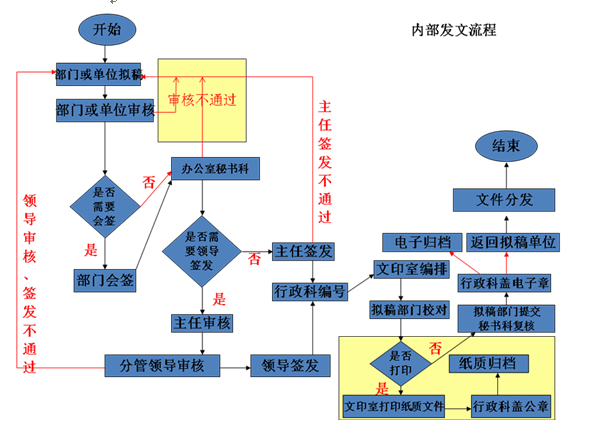 开始
内部发文流程
部门或单位拟稿
部门或单位审核
审核不通过
主任签发不通过
结束
是否
需要
会签
否
办公室秘书科
文件分发
领导审核、签发不通过
是
部门会签
是否需
要领导
签发
否
主任签发
电子归档
返回拟稿单位
文印室编排
行政科盖电子章
是
行政科编号
主任审核
拟稿部门校对
拟稿部门提交
秘书科复核
分管领导审核
领导签发
是否
打印
否
纸质归档
是
文印室打印纸质文件
行政科盖公章